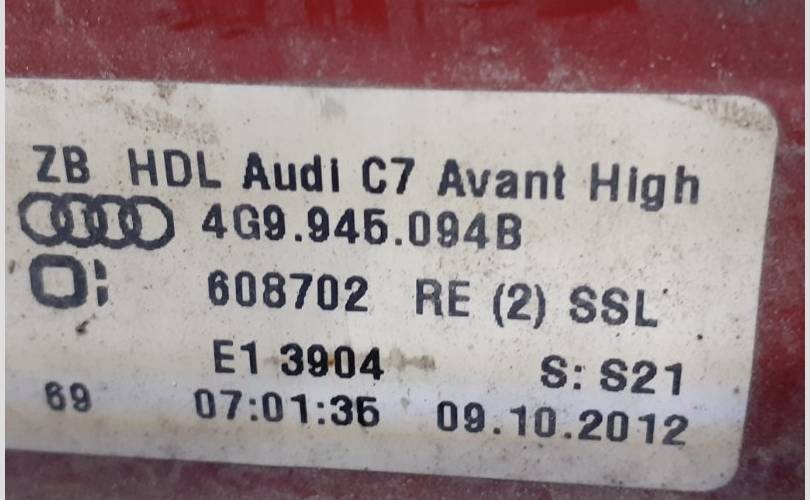 ZB HDL Audi C7 Avant High
4G9.945.094B
608702 RE (2) SSL
E1 3904 S: S21
69 07:01:35 09.10.2012